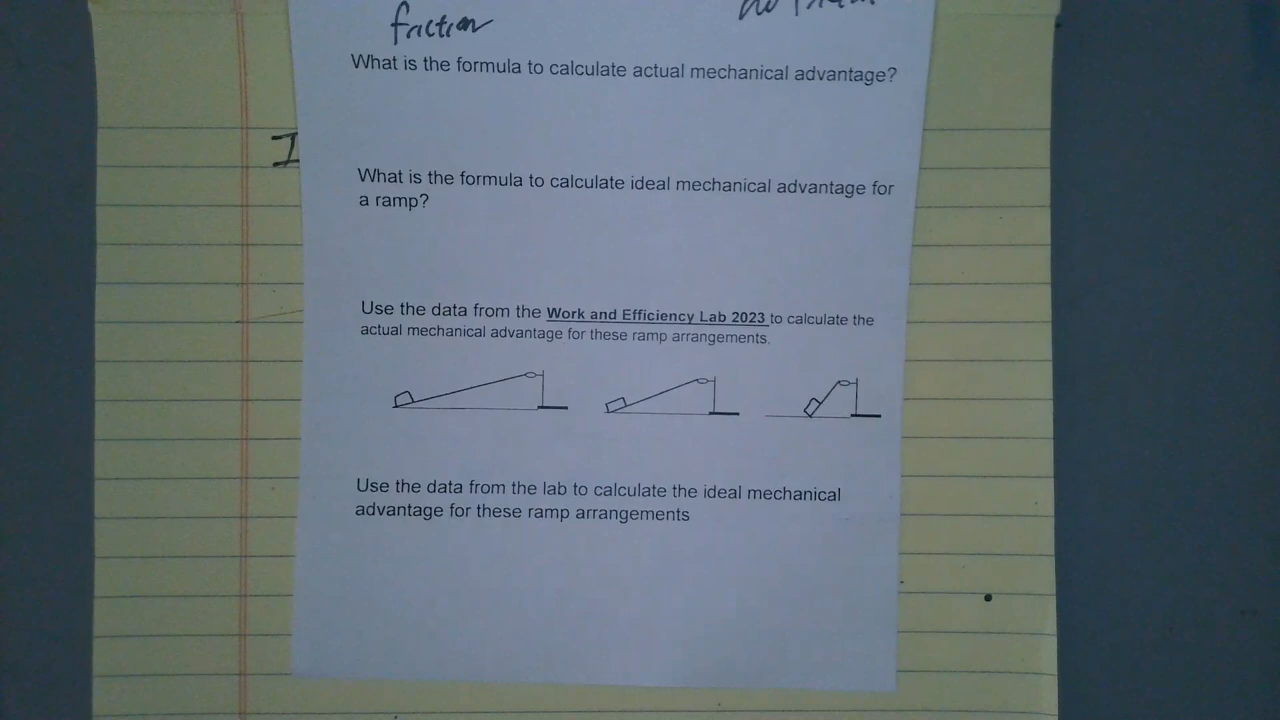 friction
What is the formula to calculate actual mechanical advantage?
I
What is the formula to calculate ideal mechanical advantage for
a ramp?
Use the data from the Work and Efficiency Lab 2023 to calculate the
actual mechanical advantage for these ramp arrangements.
Use the data from the lab to calculate the ideal mechanical
advantage for these ramp arrangements